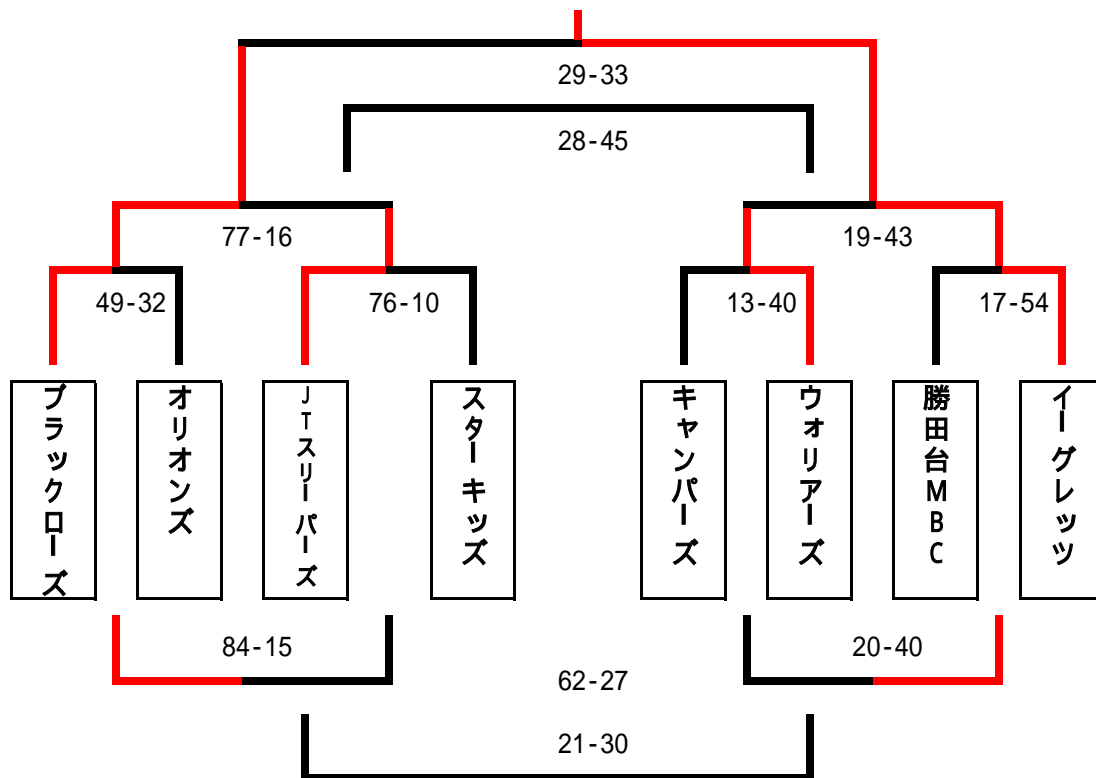 29-33
28-45
77-16
19-43
49-32
76-10
13-40
17-54
ブラックローズ
オリオンズ
JTスリーパーズ
スターキッズ
キャンパーズ
ウォリアーズ
勝田台MBC
イーグレッツ
84-15
20-40
62-27
21-30